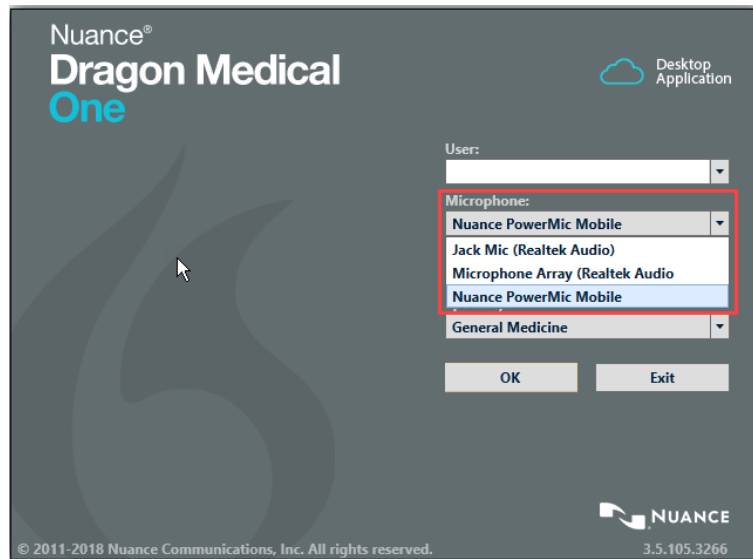 Nuance®
Dragon Medical
One
Desktop
Application
User:
Microphone:
Nuance PowerMic Mobile
Jack Mic (Realtek Audio)
Microphone Array (Realtek Audio
Nuance PowerMic Mobile
General Medicine
OK Exit
NUANCE
© 2011-2018 Nuance Communications, Inc. All rights reserved. 3.5.105.3266